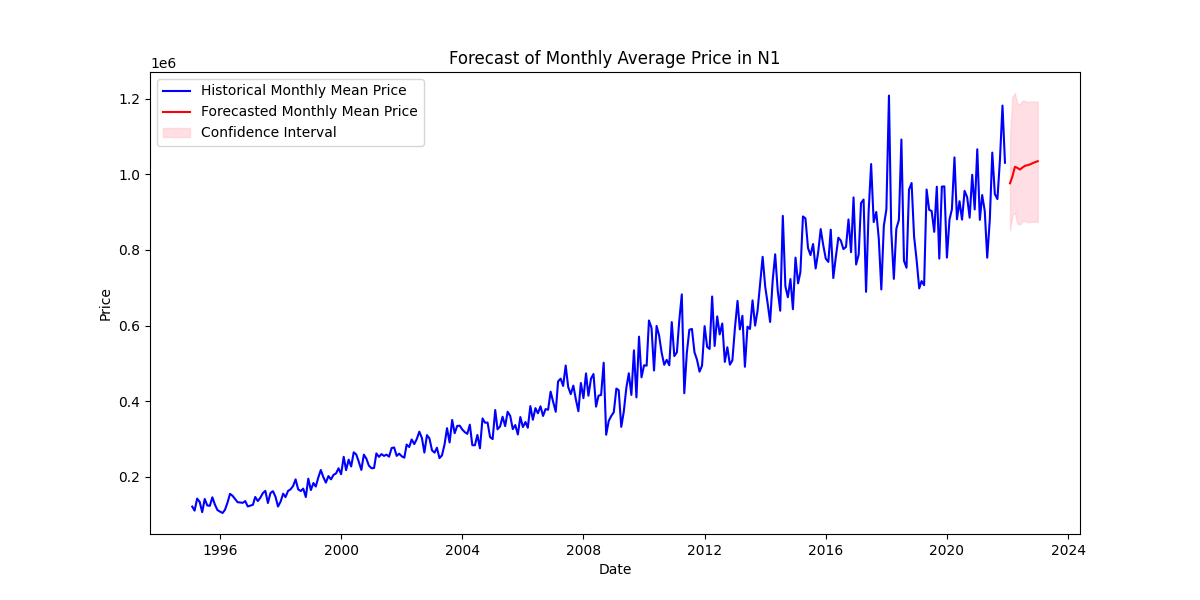 Forecast of Monthly Average Price in N1
1e6
Historical Monthly Mean Price
Forecasted Monthly Mean Price
Confidence Interval
1.2
1.0
0.8
0.6
0.4
0.2
Price
1996 2000 2004 2008 2012 2016 2020 2024
Date